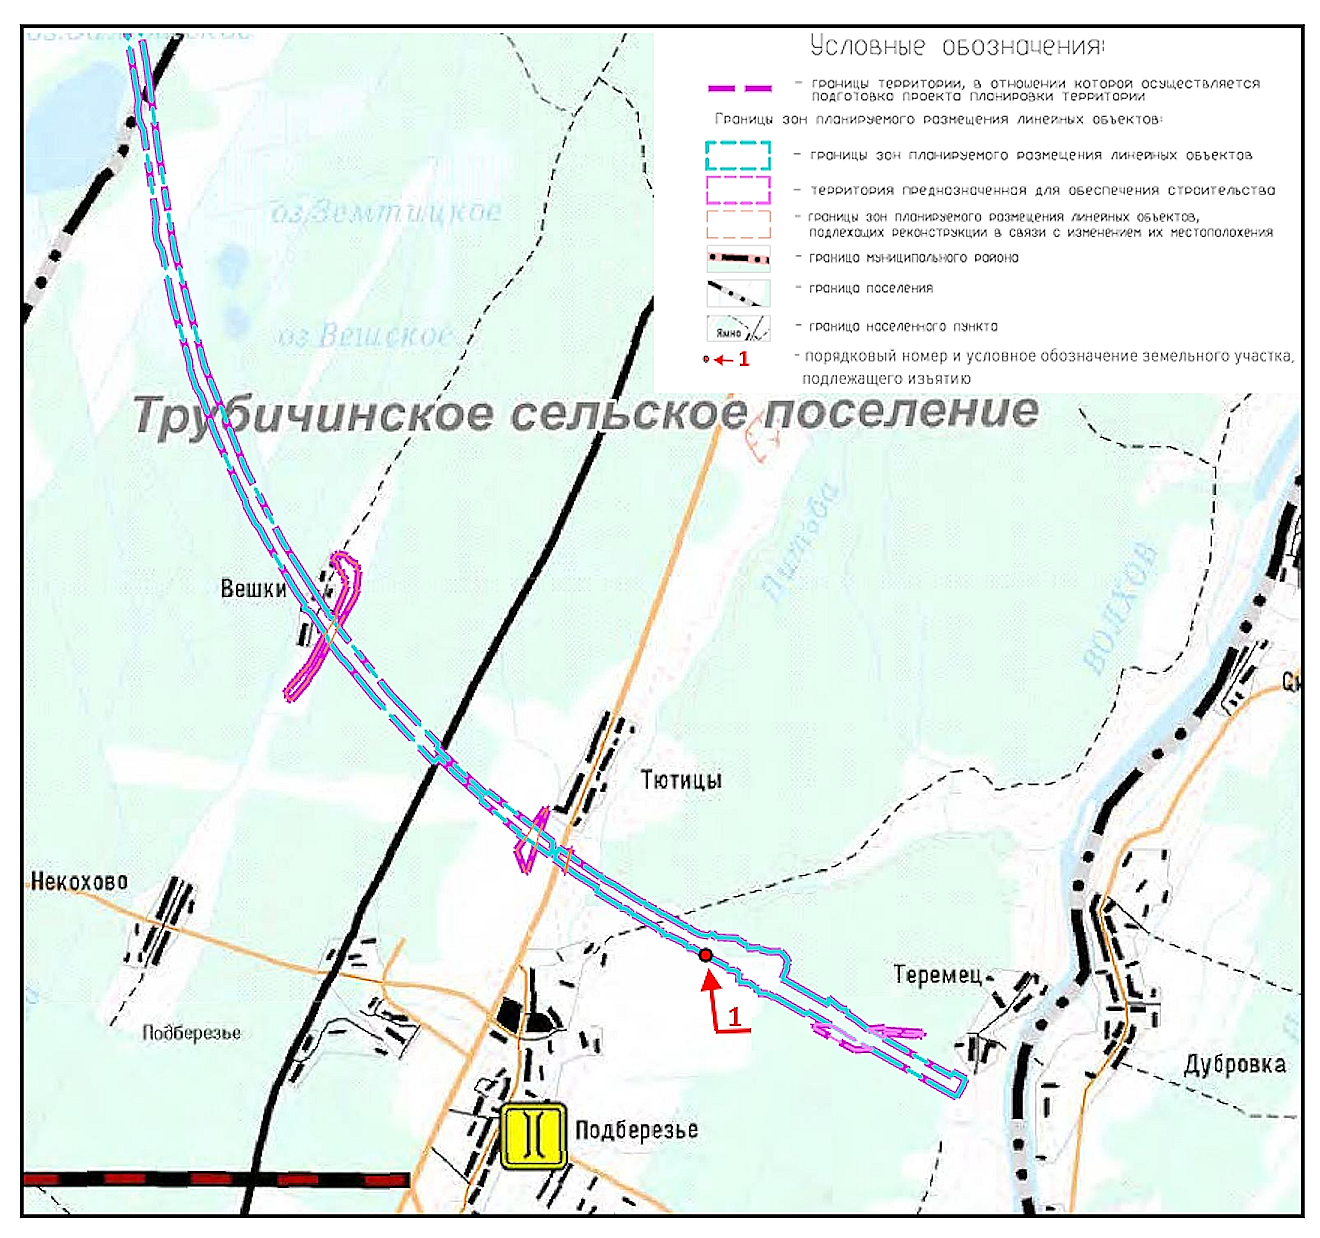 Условные обозначения:
– границы территории, в отношении которой осуществляется
подготовка проекта планировки территории
Границы зон планируемого размещения линейных объектов:
– границы зон планируемого размещения линейных объектов
– территория предназначенная для обеспечения строительства
– границы зон планируемого размещения линейных объектов,
подлежащих реконструкции в связи с изменением их местоположения
– граница муниципального района
– граница поселения
Ямно
– граница населенного пункта
1
- порядковый номер и условное обозначение земельного участка,
подлежащего изъятию
оз.Земтицкое
оз.Вешское
Трубичинское сельское поселение
Питьба
ВОЛХОВ
Вешки
Тютицы
Некохово
Теремец
1
Подберезье
Дубровка
Подберезье